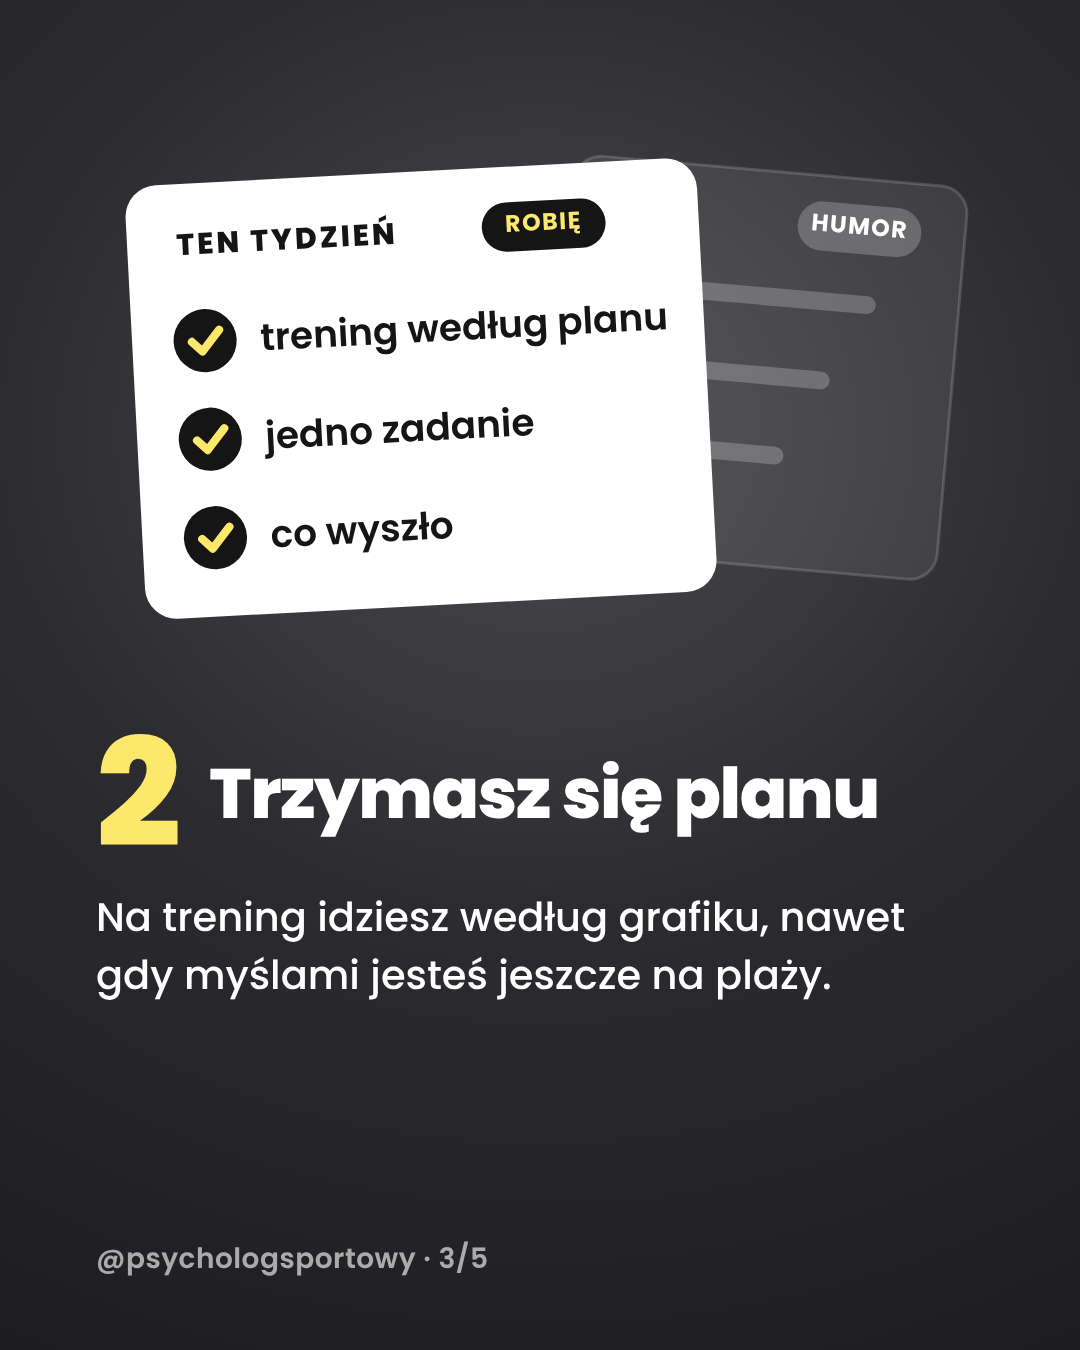 TEN TYDZIEŃ
ROBIĘ
HUMOR
trening według planu
jedno zadanie
co wyszło
2 Trzymasz się planu
Na trening idziesz według grafiku, nawet
gdy myślami jesteś jeszcze na plaży.
@psychologsportowy · 3/5